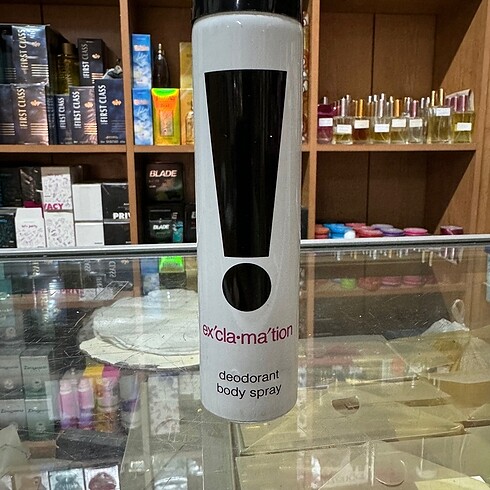 FIRST CLASS
FIRST CLASS
FIRST CLASS
BLADE
ex'cla•ma'tion
deodorant
body spray